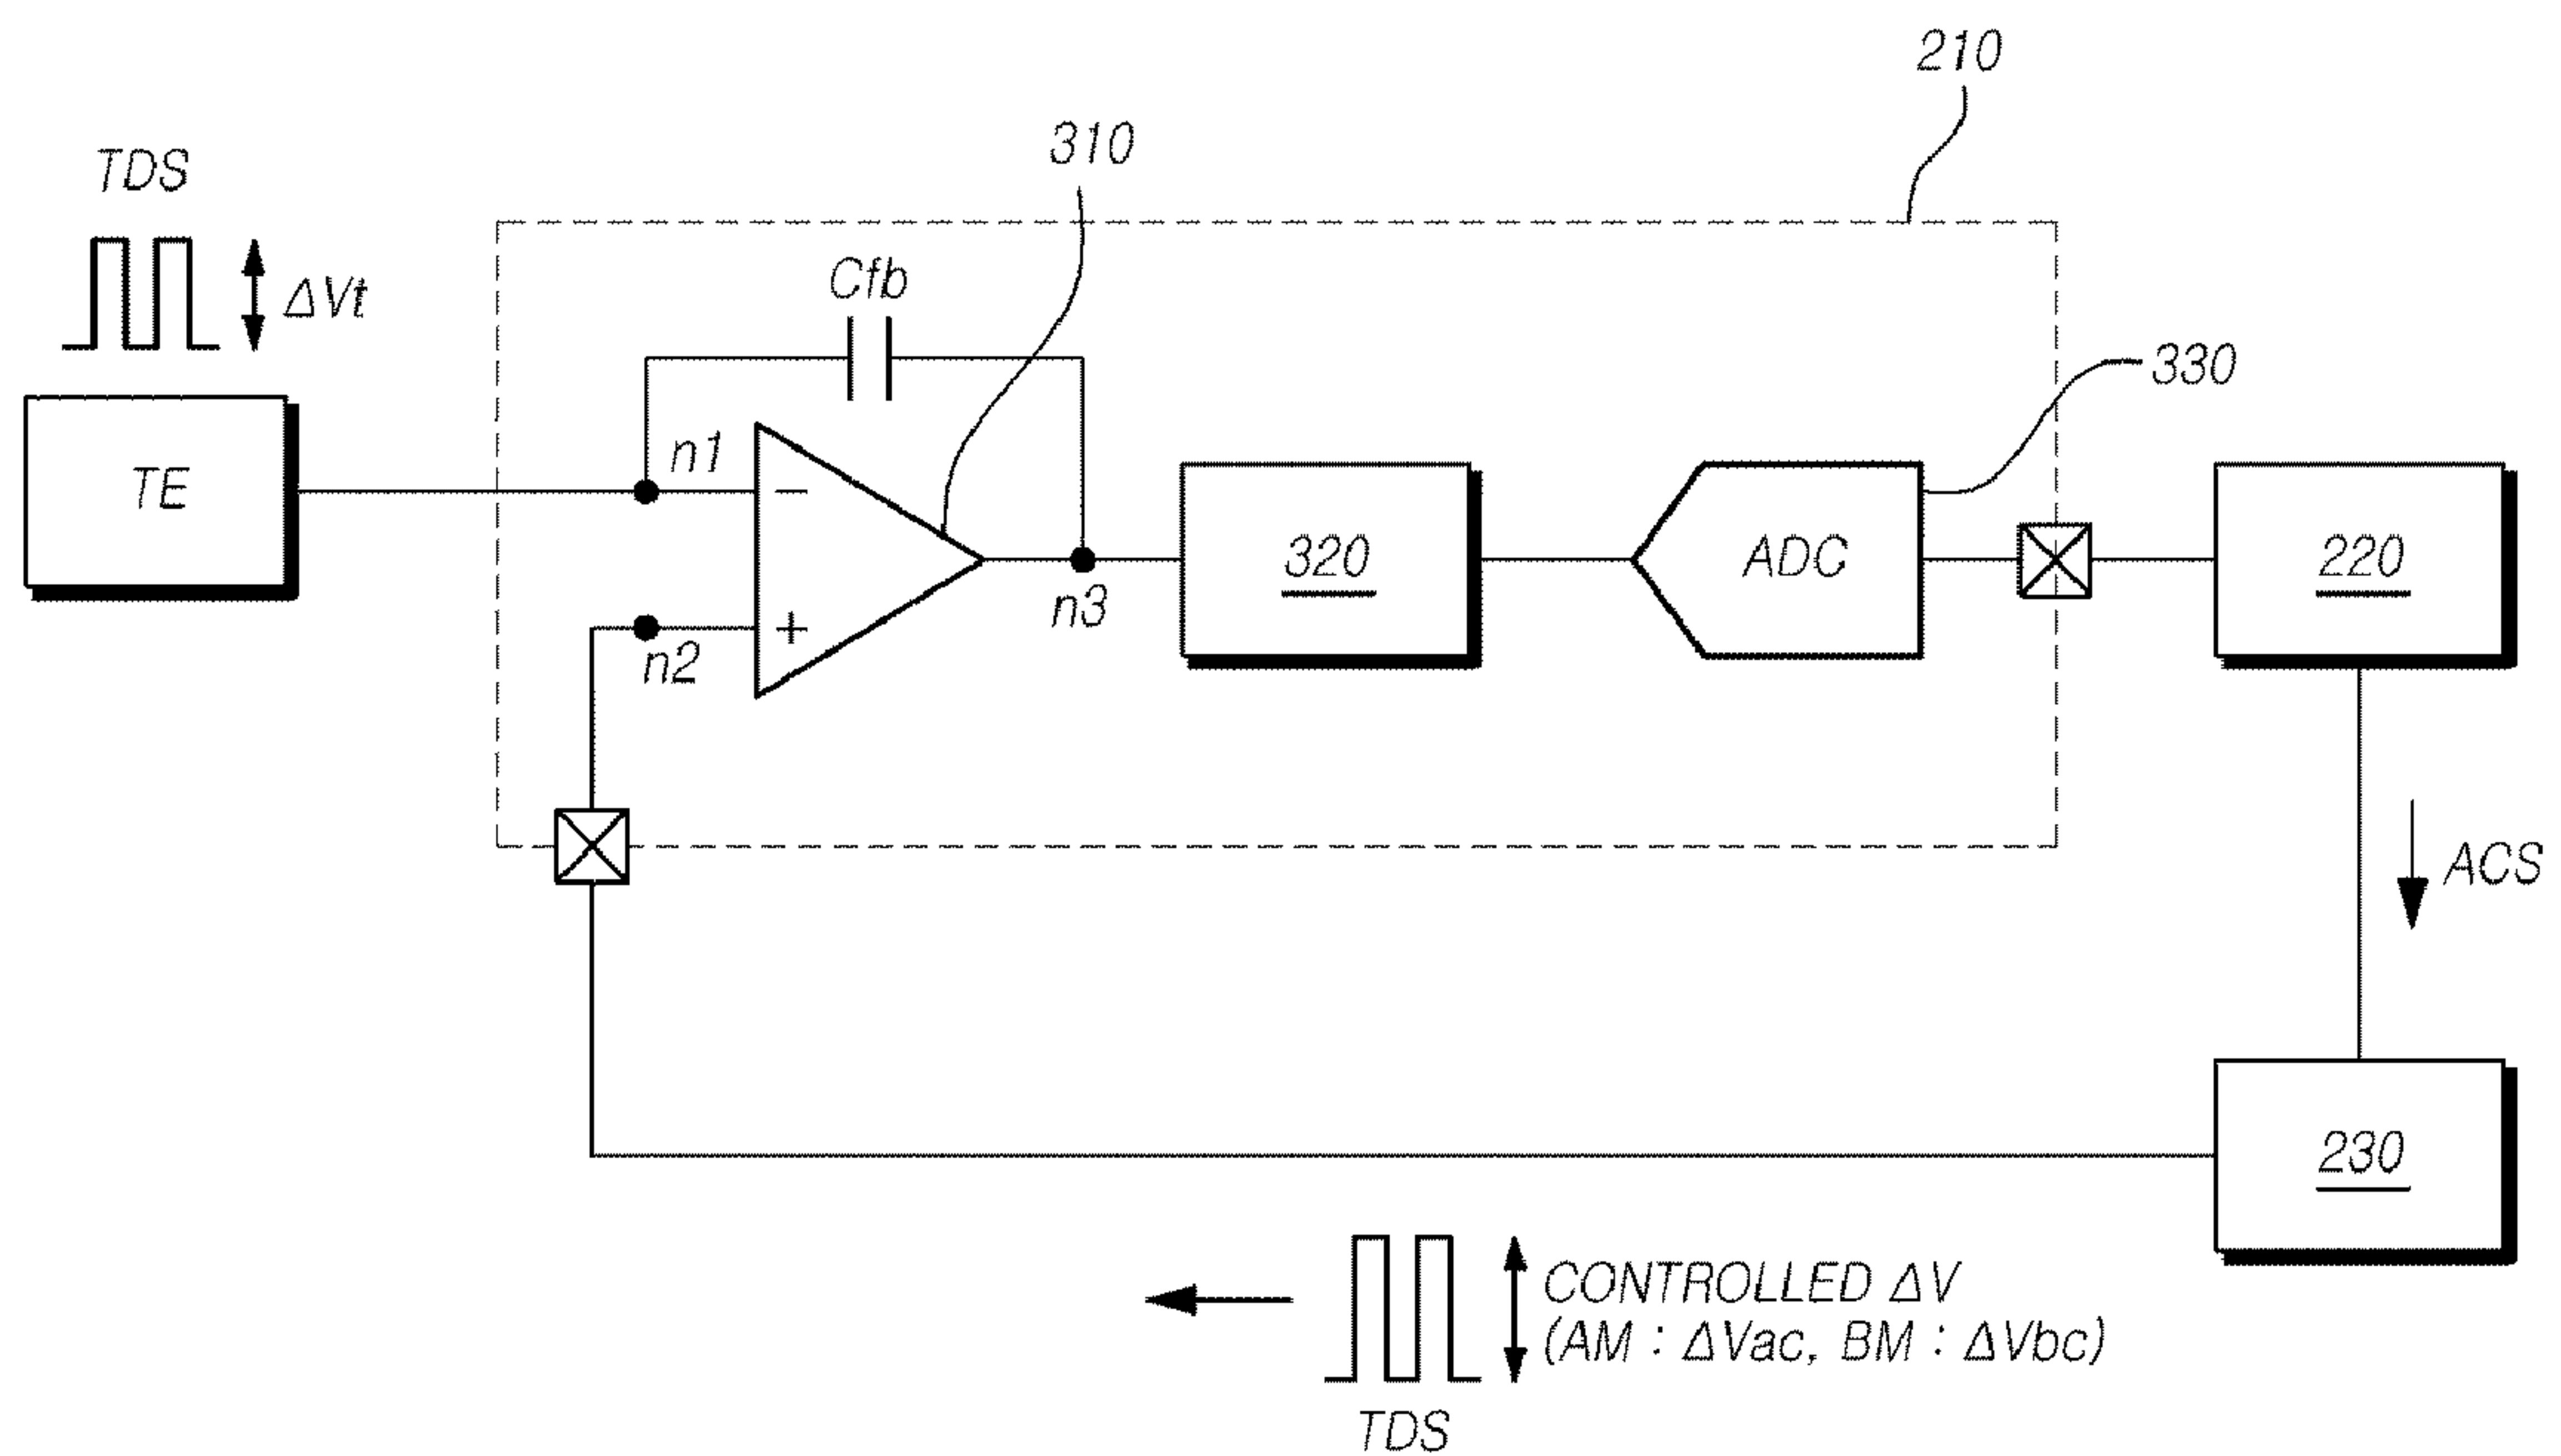 210
310
TDS
ΔVt
Cfb
330
n1
TE
−
320
ADC
220
n3
+
n2
ACS
230
CONTROLLED ΔV
(AM : ΔVac, BM : ΔVbc)
TDS